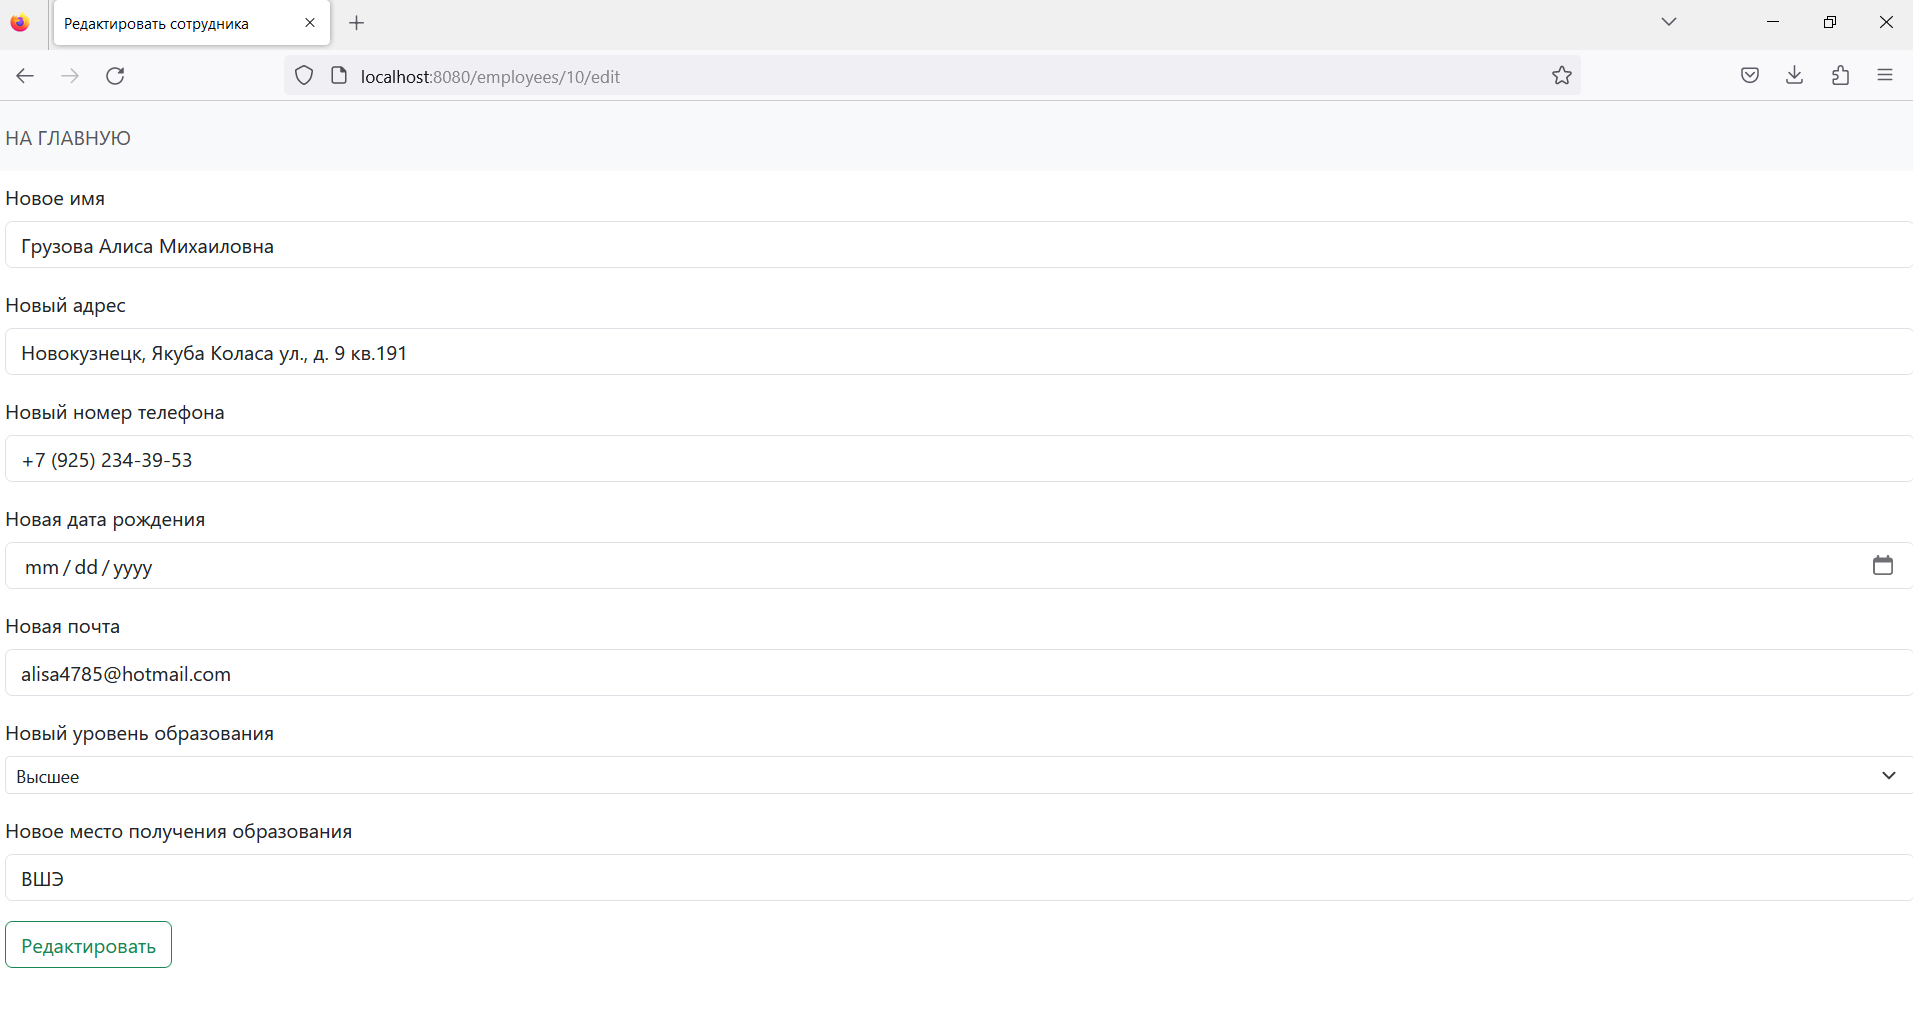 Редактировать сотрудника
localhost:8080/employees/10/edit
НА ГЛАВНУЮ
Новое имя
Грузова Алиса Михаиловна
Новый адрес
Новокузнецк, Якуба Коласа ул., д. 9 кв.191
Новый номер телефона
+7 (925) 234-39-53
Новая дата рождения
mm / dd / yyyy
Новая почта
alisa4785@hotmail.com
Новый уровень образования
Высшее
Новое место получения образования
ВШЭ
Редактировать